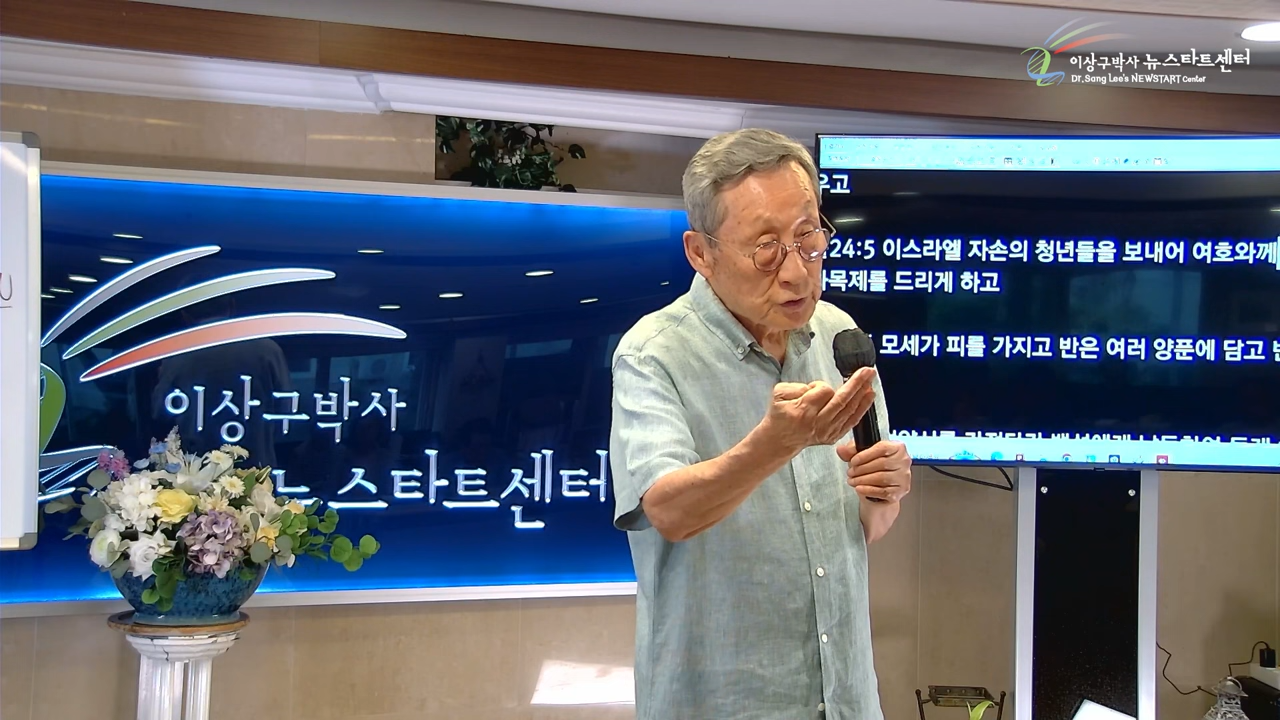 이상구박사 뉴스타트센터
Dr.Sang Lee's NEWSTART Center
우고
24:5 이스라엘 자손의 청년들을 보내어 여호와께
목제를 드리게 하고
모세가 피를 가지고 반은 여러 양푼에 담고
이상구박사
뉴스타트센터